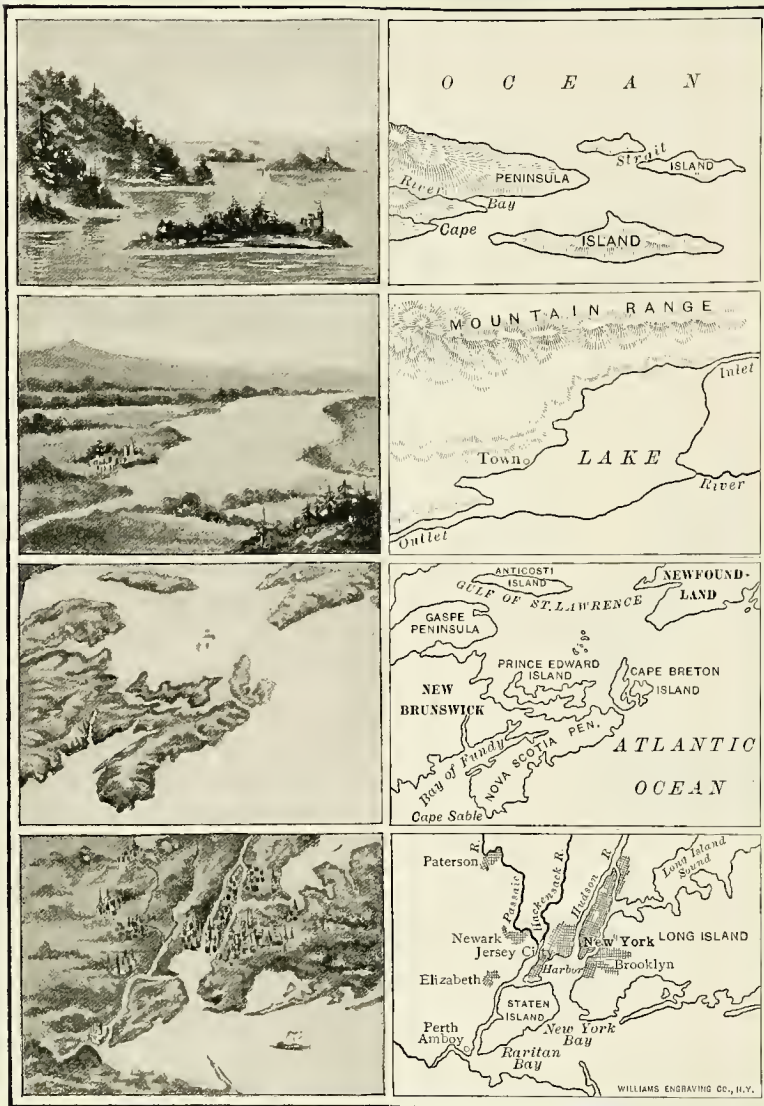 OCEAN
Strait
ISLAND
PENINSULA
River
Bay
Cape
ISLAND
MOUNTAIN RANGE
Inlet
Town
LAKE
River
Outlet
ANTICOSTI
ISLAND
NEWFOUND-
LAND
GULF OF ST. LAWRENCE
GASPE
PENINSULA
PRINCE EDWARD
ISLAND
CAPE BRETON
ISLAND
NEW
BRUNSWICK
Bay of Fundy
NOVA SCOTIA PEN.
ATLANTIC
OCEAN
Cape Sable
Paterson
Passaic R.
Hackensack R.
Hudson R.
Long Island
Sound
Newark
Jersey City
New York
LONG ISLAND
Harbor
Brooklyn
Elizabeth
STATEN
ISLAND
Perth
Amboy
New York
Bay
Raritan
Bay
WILLIAMS ENGRAVING CO., N.Y.